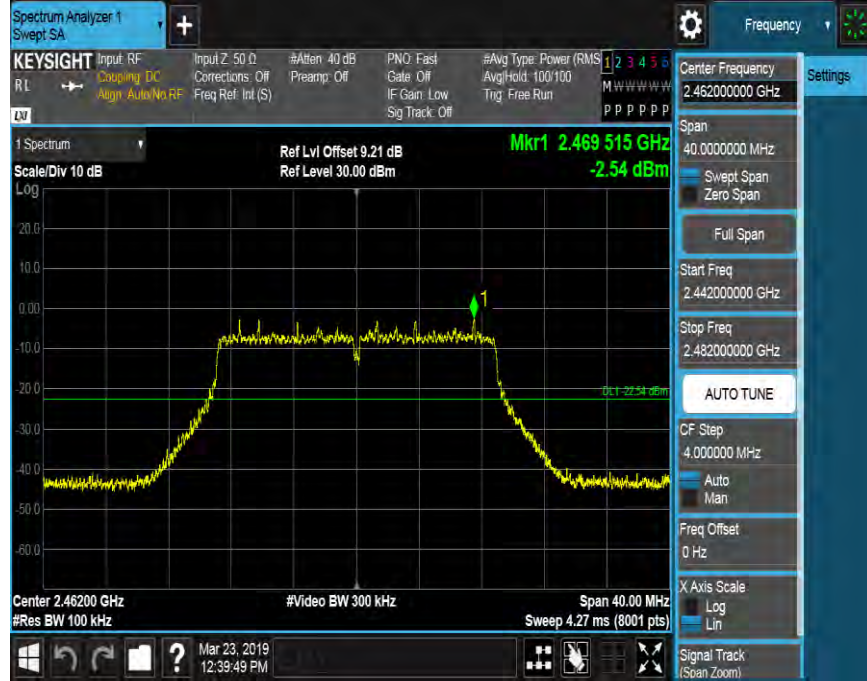 Spectrum Analyzer 1
Swept SA
+
Frequency
KEYSIGHT
RL
LXI
Input: RF
Coupling: DC
Align: Auto/No RF
Input Z: 50 Ω
Corrections: Off
Freq Ref: Int (S)
#Atten: 40 dB
Preamp: Off
PNO: Fast
Gate: Off
IF Gain: Low
Sig Track: Off
#Avg Type: Power (RMS
Avg|Hold: 100/100
Trig: Free Run
1 2 3 4 5 6
M W W W W W
P P P P P P
1 Spectrum
Scale/Div 10 dB
Log
Ref Lvl Offset 9.21 dB
Ref Level 30.00 dBm
Mkr1 2.469 515 GHz
-2.54 dBm
20.0
10.0
0.00
-10.0
-20.0
-30.0
-40.0
-50.0
-60.0
1
DL1 -22.54 dBm
Center 2.46200 GHz
#Res BW 100 kHz
#Video BW 300 kHz
Span 40.00 MHz
Sweep 4.27 ms (8001 pts)
?
Mar 23, 2019
12:39:49 PM
Center Frequency
2.462000000 GHz
Span
40.0000000 MHz
Swept Span
Zero Span
Full Span
Start Freq
2.442000000 GHz
Stop Freq
2.482000000 GHz
AUTO TUNE
CF Step
4.000000 MHz
Auto
Man
Freq Offset
0 Hz
X Axis Scale
Log
Lin
Signal Track
(Span Zoom)
Settings